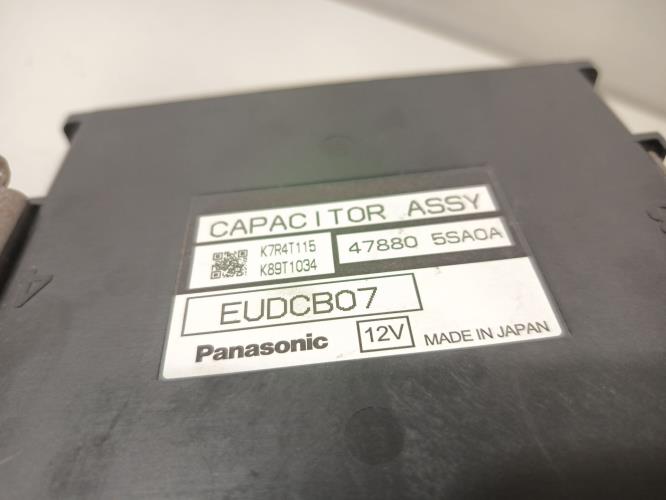 CAPACITOR ASSY
K7R4T115
K89T1034
47880 5SA0A
EUDCB07
Panasonic 12V MADE IN JAPAN